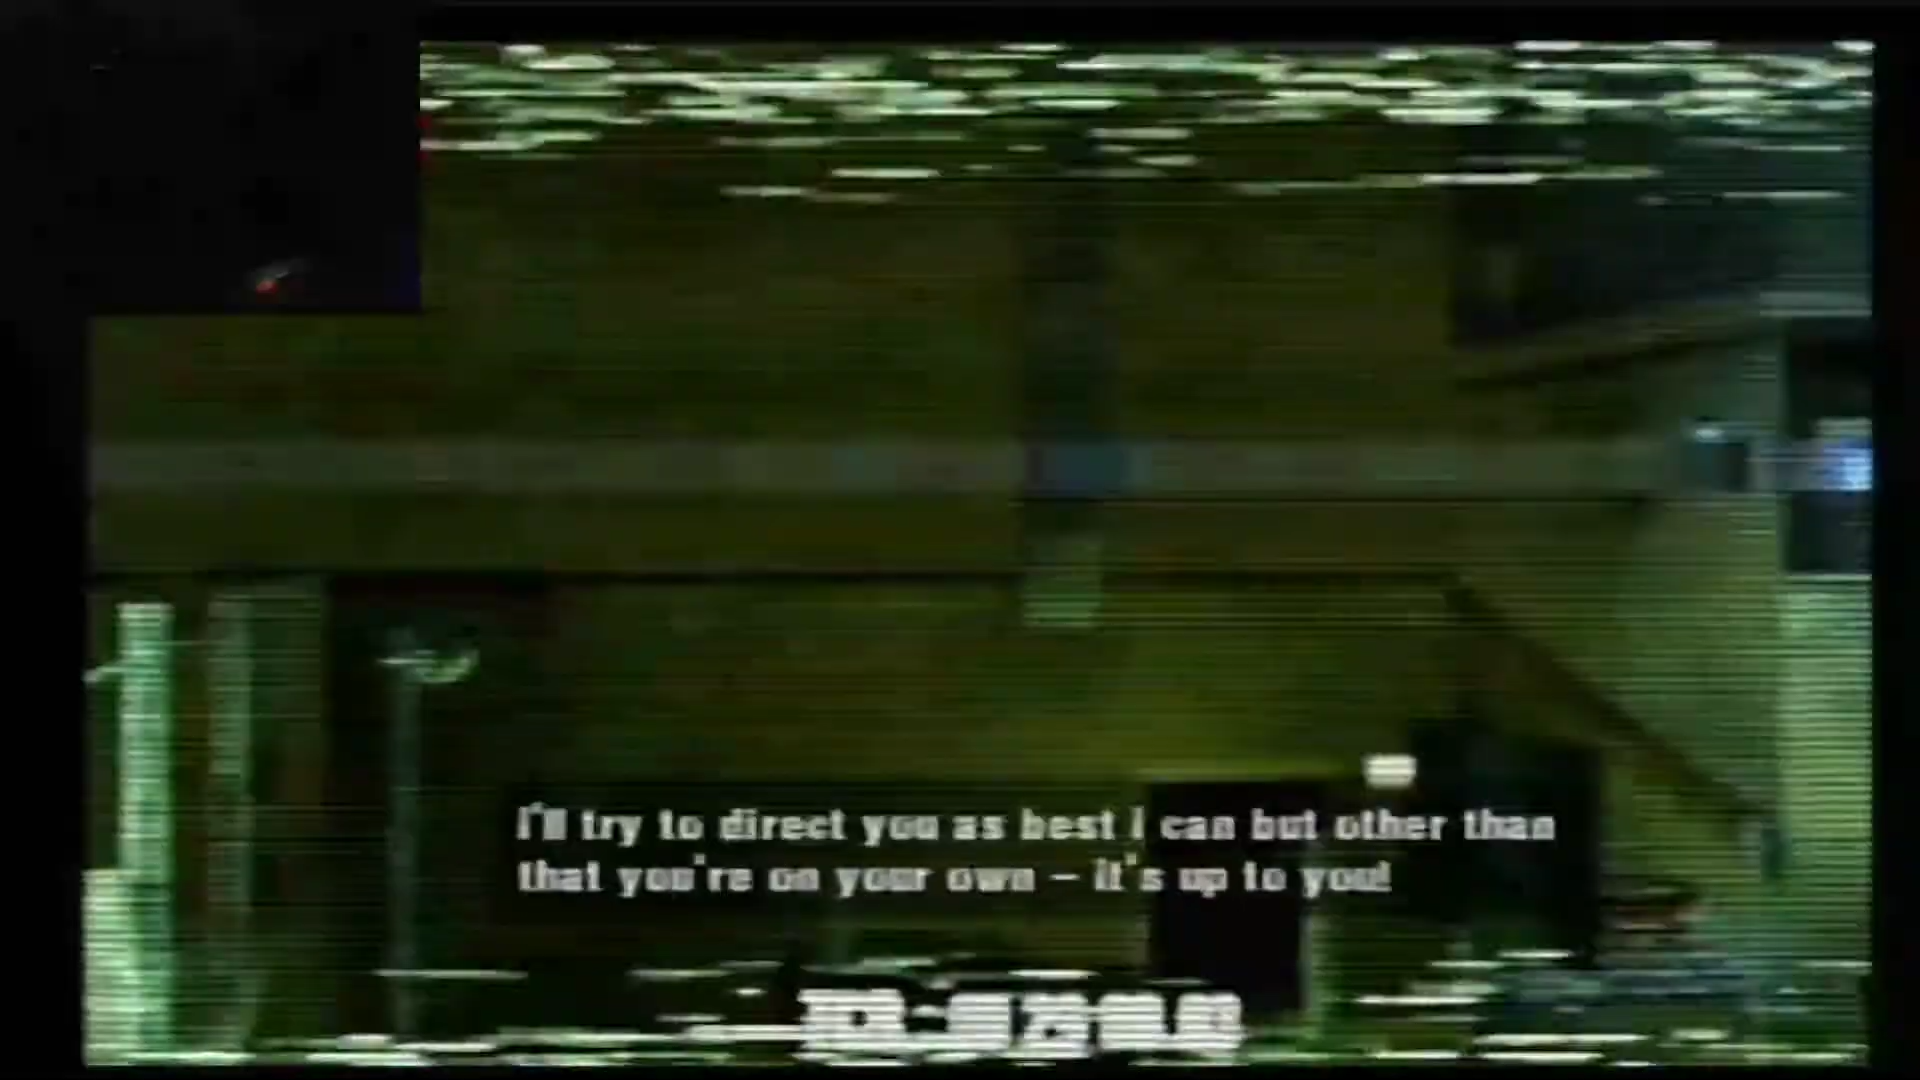 I'll try to direct you as best I can but other than
that you're on your own – it's up to you!